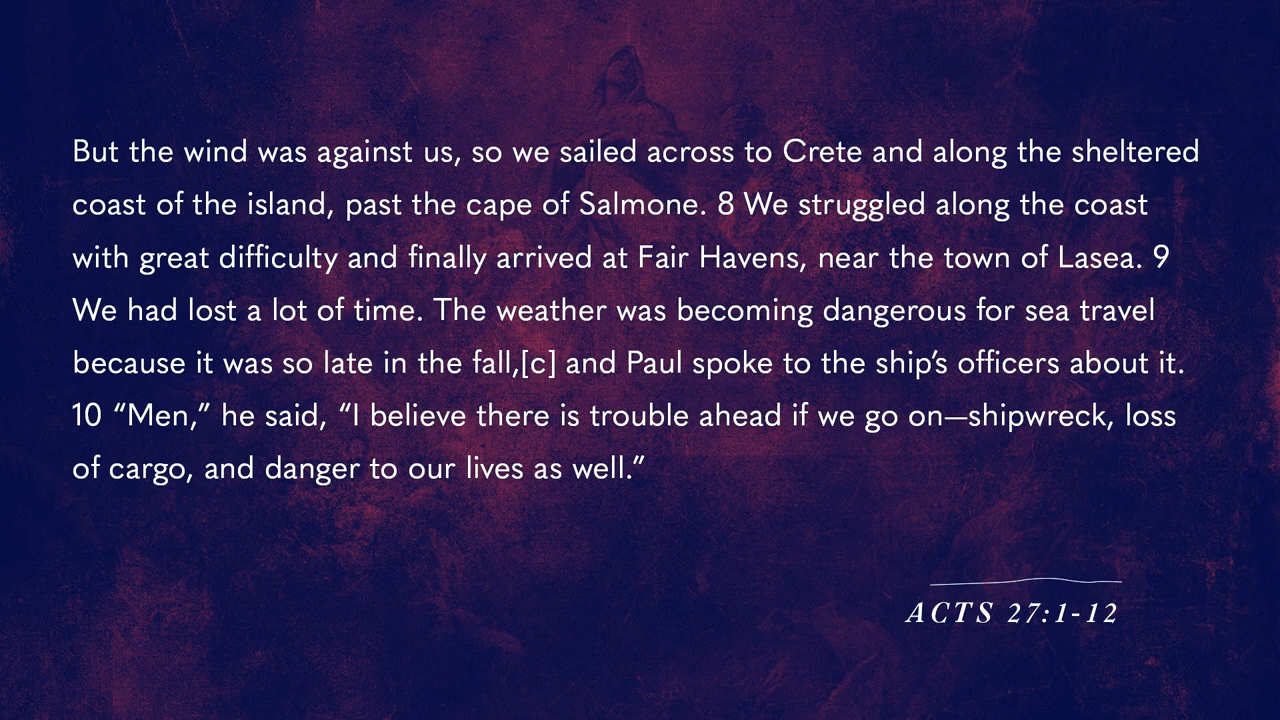 But the wind was against us, so we sailed across to Crete and along the sheltered
coast of the island, past the cape of Salmone. 8 We struggled along the coast
with great difficulty and finally arrived at Fair Havens, near the town of Lasea. 9
We had lost a lot of time. The weather was becoming dangerous for sea travel
because it was so late in the fall,[c] and Paul spoke to the ship’s officers about it.
10 “Men,” he said, “I believe there is trouble ahead if we go on—shipwreck, loss
of cargo, and danger to our lives as well.”
ACTS 27:1-12